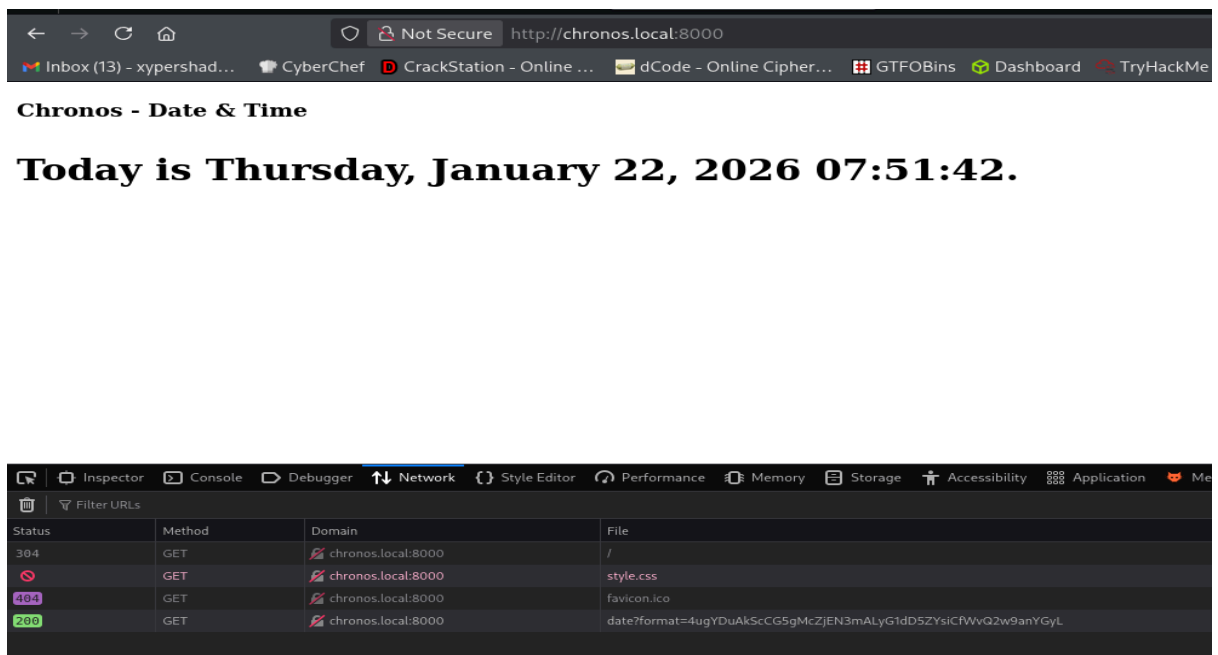 Not Secure http://chronos.local:8000
Inbox (13) - xypershad... CyberChef CrackStation - Online ... dCode - Online Cipher... GTFOBins Dashboard TryHackMe
Chronos - Date & Time
Today is Thursday, January 22, 2026 07:51:42.
Inspector Console Debugger Network Style Editor Performance Memory Storage Accessibility Application Me
Filter URLs
Status Method Domain File
304 GET chronos.local:8000 /
GET chronos.local:8000 style.css
404 GET chronos.local:8000 favicon.ico
200 GET chronos.local:8000 date?format=4ugYDuAkScCG5gMcZjEN3mALyG1dD5ZYsiCfWvQ2w9anYGyL